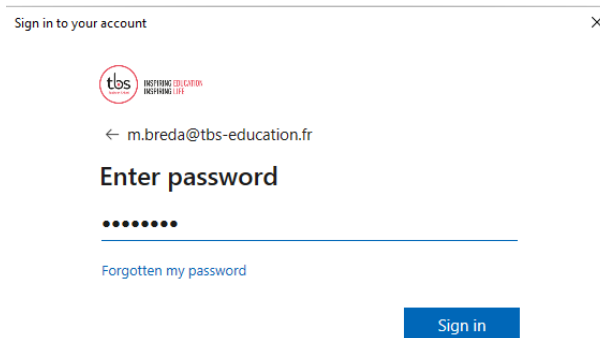 Sign in to your account
tbs
INSPIRING EDUCATION
INSPIRING LIFE
m.breda@tbs-education.fr
Enter password
••••••••
Forgotten my password
Sign in